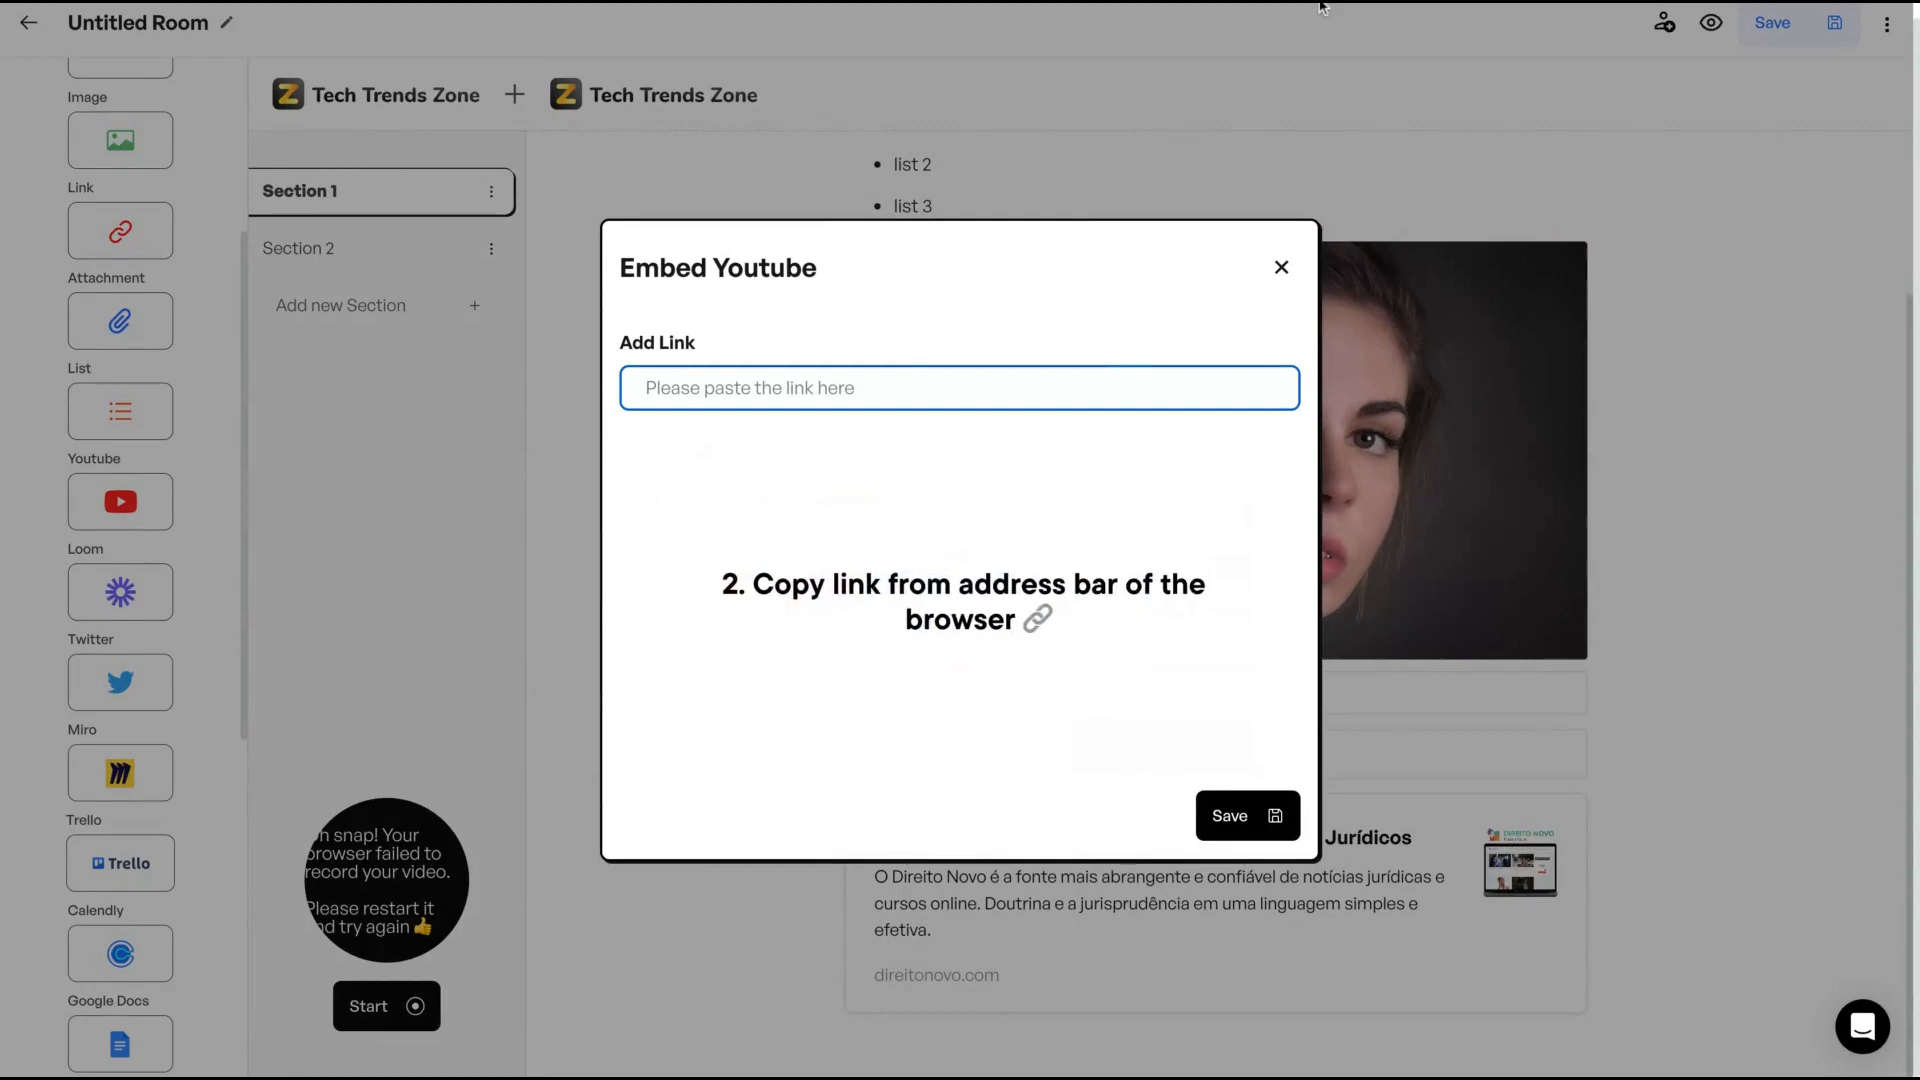 Untitled Room
Save
Image
Link
Attachment
List
Youtube
Loom
Twitter
Miro
Trello
Trello
Calendly
Google Docs
Tech Trends Zone
Tech Trends Zone
Section 1
Section 2
Add new Section
snap! Your
browser failed to
record your video.
Please restart it
try again 👍
Start
list 2
list 3
Embed Youtube
Add Link
Please paste the link here
2. Copy link from address bar of the
browser 🔗
Save
Jurídicos
O Direito Novo é a fonte mais abrangente e confiável de notícias jurídicas e
cursos online. Doutrina e a jurisprudência em uma linguagem simples e
efetiva.
direitonovo.com
DIREITO NOVO